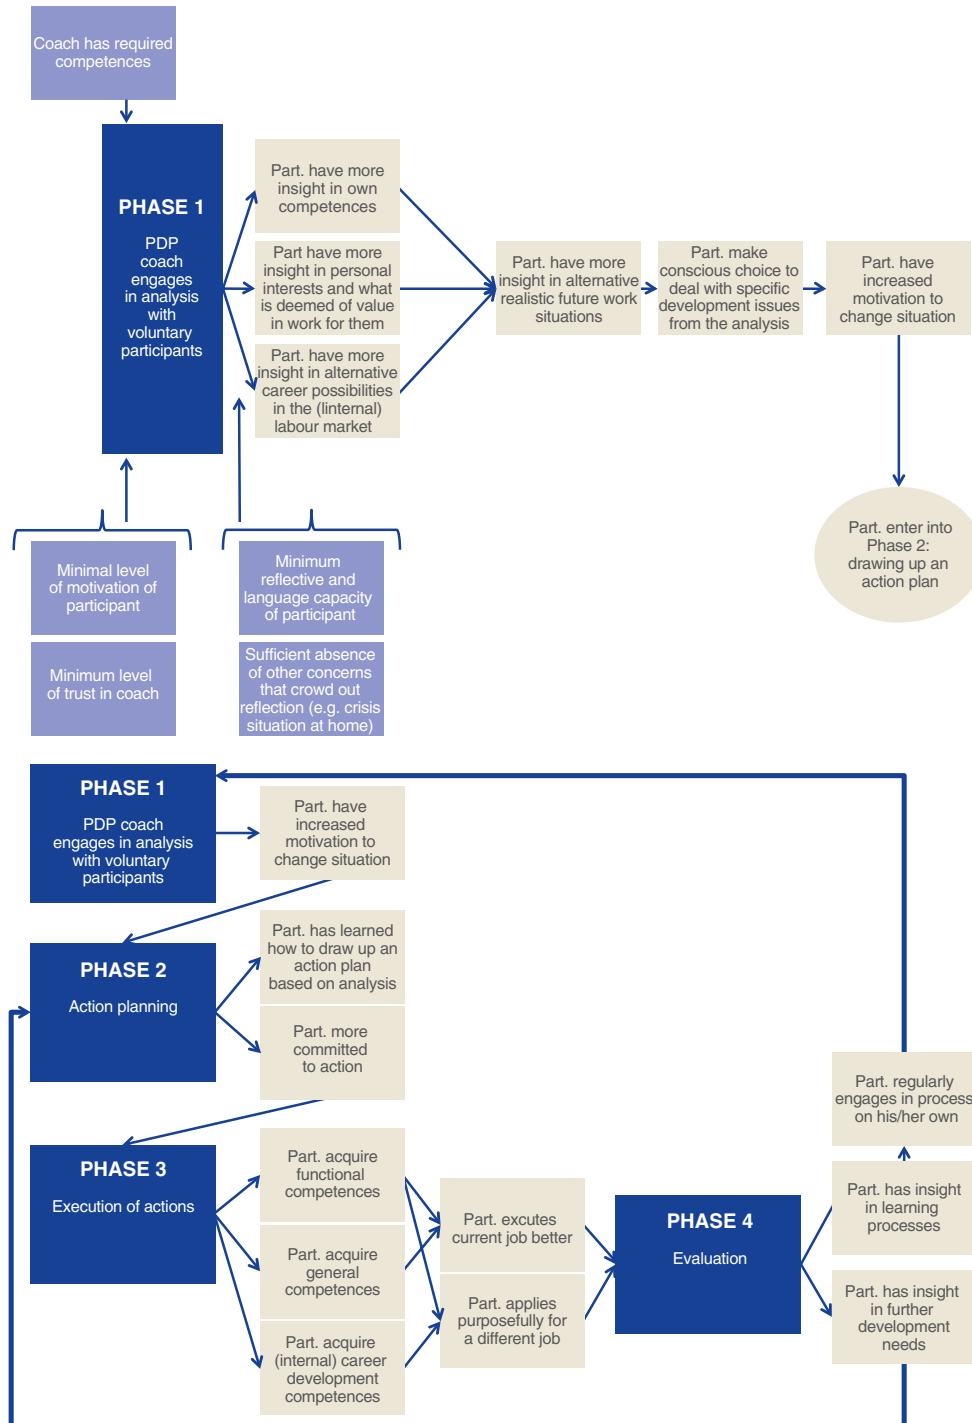 Coach has required
competences
PHASE 1
PDP
coach
engages
in analysis
with
voluntary
participants
Part. have more
insight in own
competences
Part have more
insight in personal
interests and what
is deemed of value
in work for them
Part. have more
insight in alternative
career possibilities
in the (linternal)
labour market
Part. have more
insight in alternative
realistic future work
situations
Part. make
conscious choice to
deal with specific
development issues
from the analysis
Part. have
increased
motivation to
change situation
Part. enter into
Phase 2:
drawing up an
action plan
Minimal level
of motivation of
participant
Minimum level
of trust in coach
Minimum
reflective and
language capacity
of participant
Sufficient absence
of other concerns
that crowd out
reflection (e.g. crisis
situation at home)
PHASE 1
PDP coach
engages in analysis
with voluntary
participants
Part. have
increased
motivation to
change situation
PHASE 2
Action planning
Part. has learned
how to draw up an
action plan
based on analysis
Part. more
committed
to action
PHASE 3
Execution of actions
Part. acquire
functional
competences
Part. acquire
general
competences
Part. acquire
(internal) career
development
competences
Part. excutes
current job better
Part. applies
purposefully for
a different job
PHASE 4
Evaluation
Part. regularly
engages in process
on his/her own
Part. has insight
in learning
processes
Part. has insight
in further
development
needs